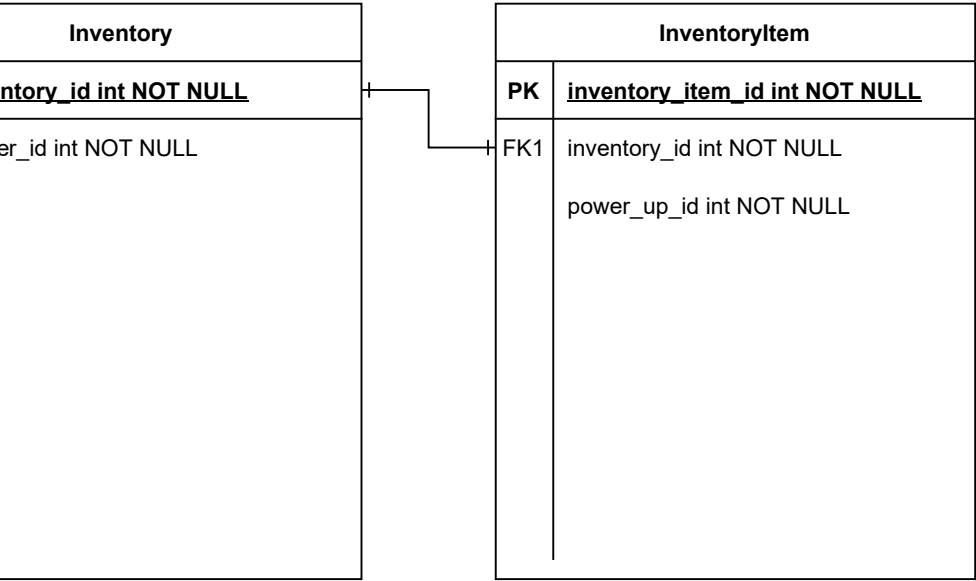 Inventory
ntory_id int NOT NULL
er_id int NOT NULL
InventoryItem
PK inventory_item_id int NOT NULL
FK1 inventory_id int NOT NULL
power_up_id int NOT NULL